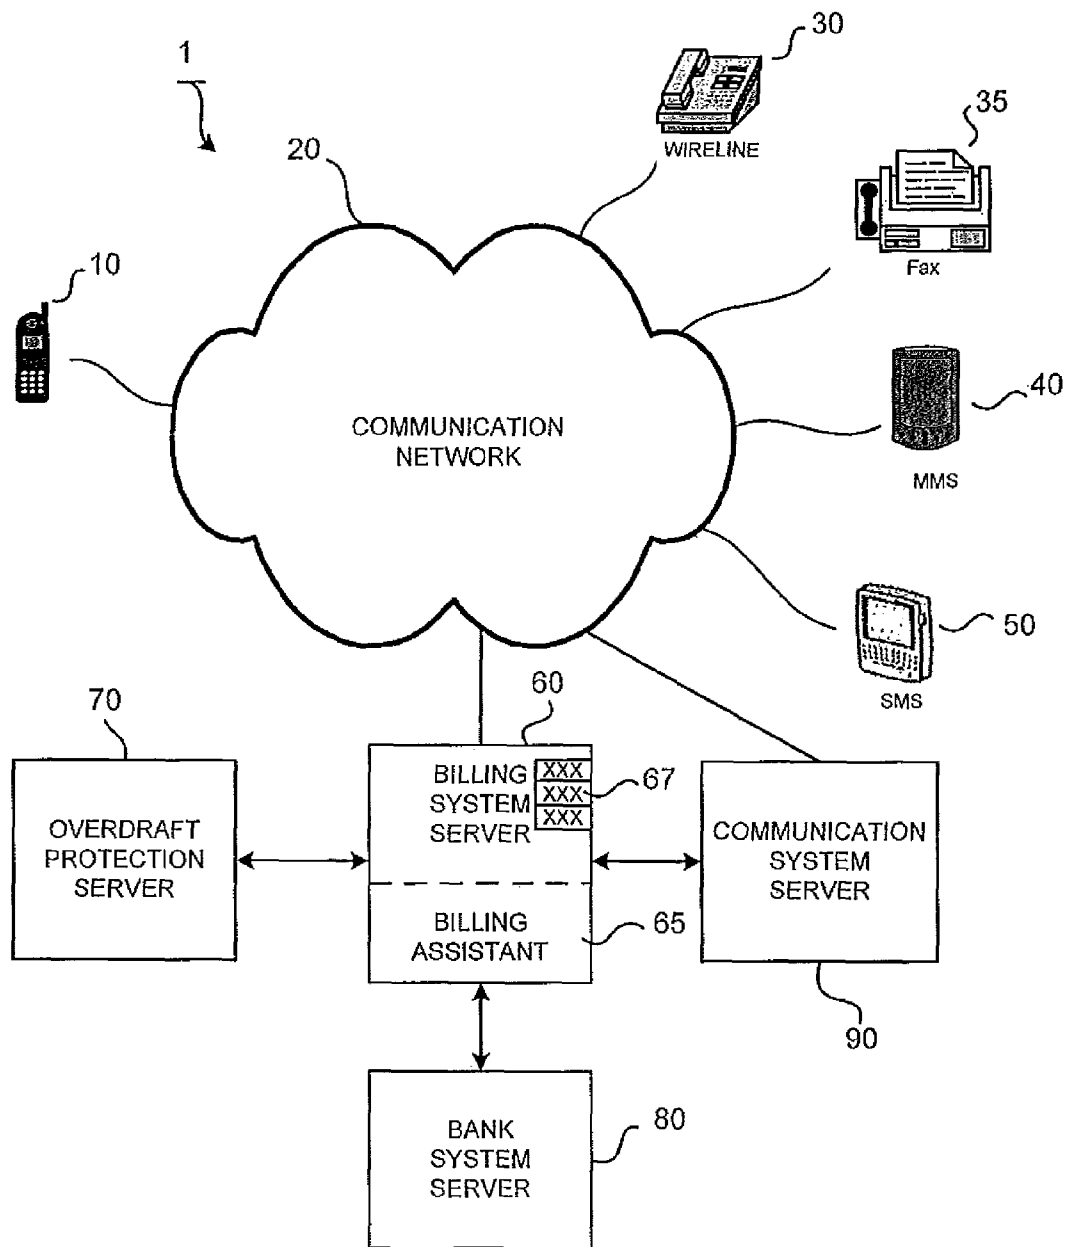 1
30
WIRELINE
35
Fax
20
10
COMMUNICATION
NETWORK
40
MMS
50
SMS
70
60
OVERDRAFT
PROTECTION
SERVER
BILLING
SYSTEM
SERVER
XXX
XXX
XXX
67
COMMUNICATION
SYSTEM
SERVER
BILLING
ASSISTANT
65
90
BANK
SYSTEM
SERVER
80